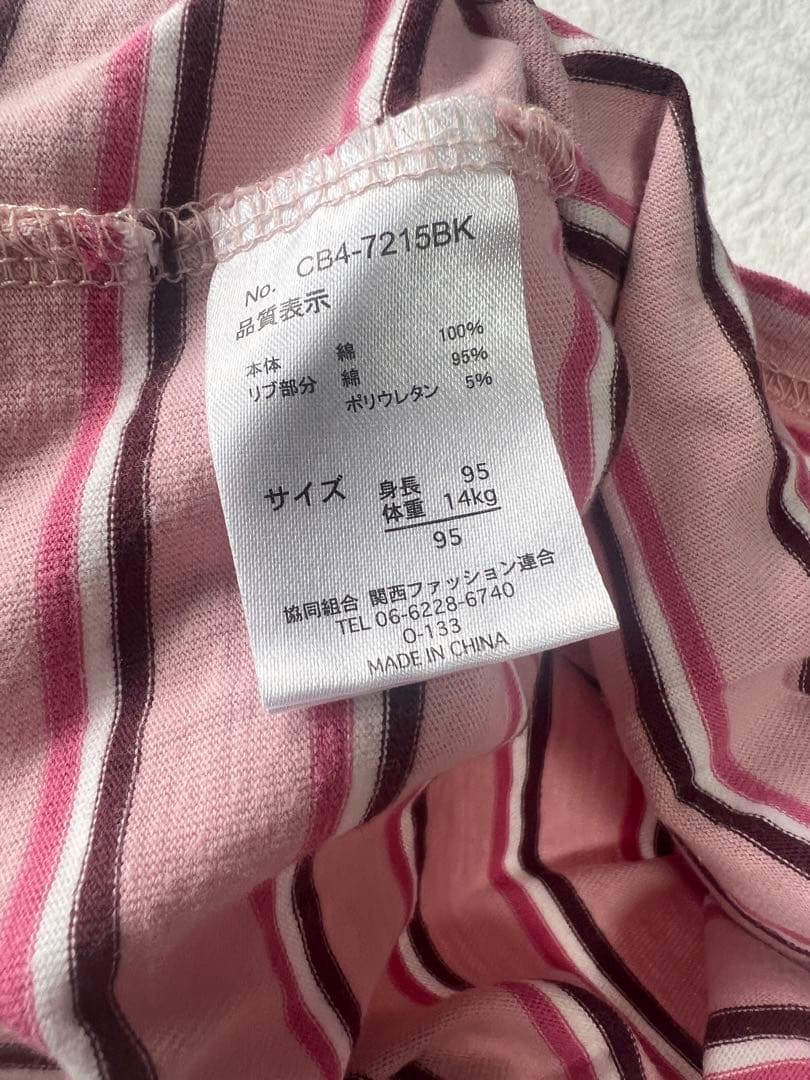 No. CB4-7215BK
品質表示
本体 綿 100%
リブ部分 綿 95%
ポリウレタン 5%
サイズ 身長 95
体重 14kg
95
協同組合 関西ファッション連合
TEL 06-6228-6740
O-133
MADE IN CHINA